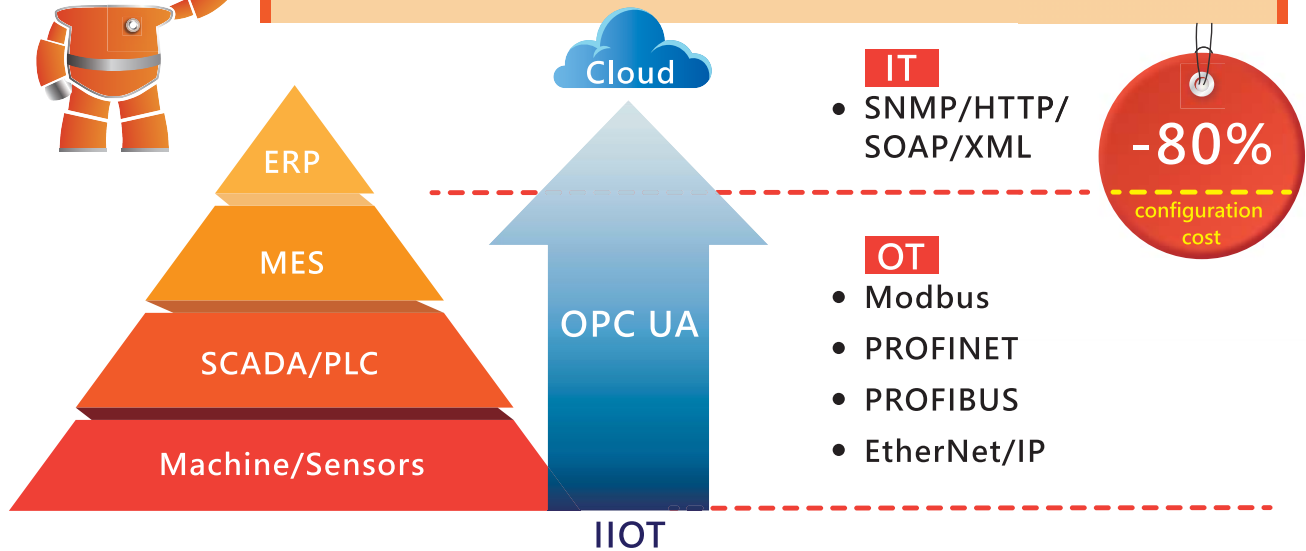 Cloud
ERP
MES
SCADA/PLC
Machine/Sensors
OPC UA
IIOT
IT
• SNMP/HTTP/
SOAP/XML
OT
• Modbus
• PROFINET
• PROFIBUS
• EtherNet/IP
-80%
configuration
cost